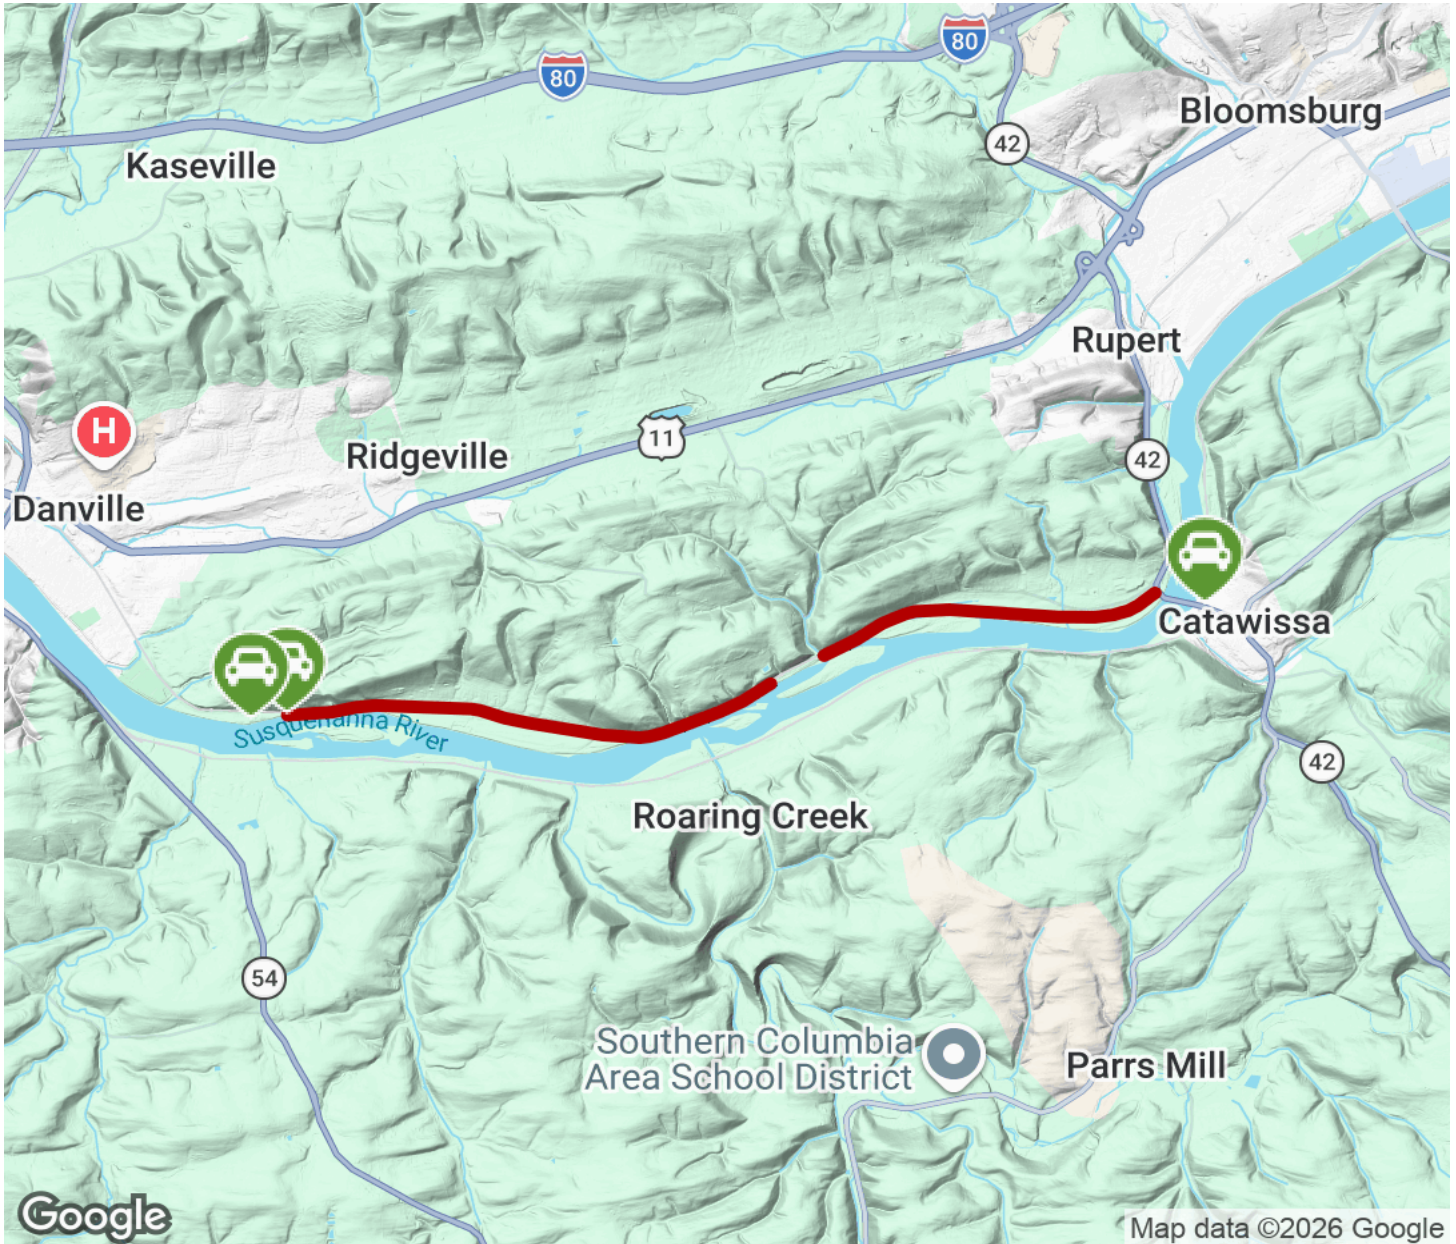 80
80
Bloomsburg
42
Kaseville
Rupert
11
Ridgeville
H
42
Danville
Catawissa
Susquehanna River
42
Roaring Creek
54
Southern Columbia
Area School District
Parrs Mill
Google
Map data ©2026 Google